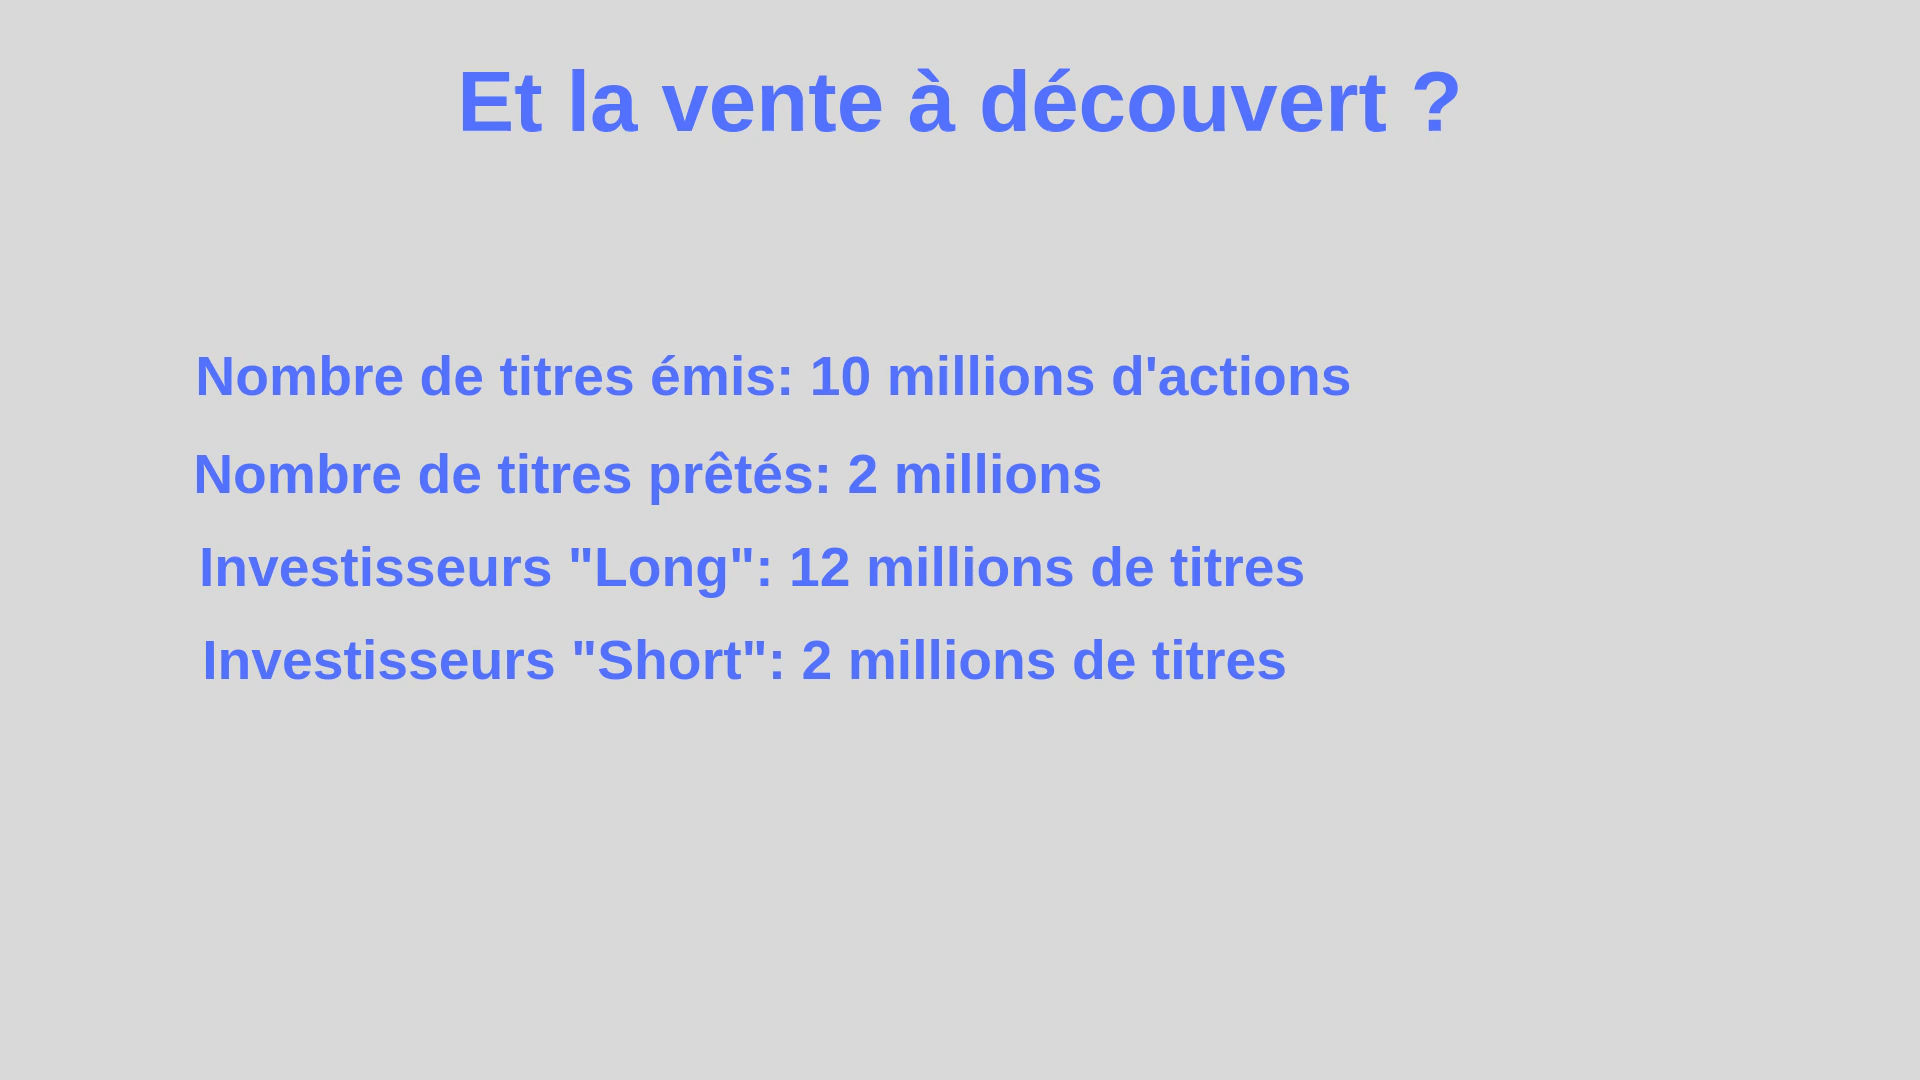 Et la vente à découvert ?
Nombre de titres émis: 10 millions d'actions
Nombre de titres prêtés: 2 millions
Investisseurs "Long": 12 millions de titres
Investisseurs "Short": 2 millions de titres